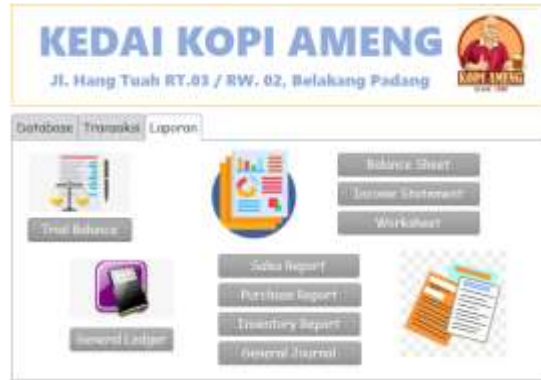 KEDAI KOPI AMENG
Jl. Hang Tuah RT.03 / RW. 02, Belakang Padang
KOPI AMENG
Database Transaksi Laporan
Balance Sheet
Income Statement
Worksheet
Trial Balance
Sales Report
Purchase Report
Inventory Report
General Journal
General Ledger